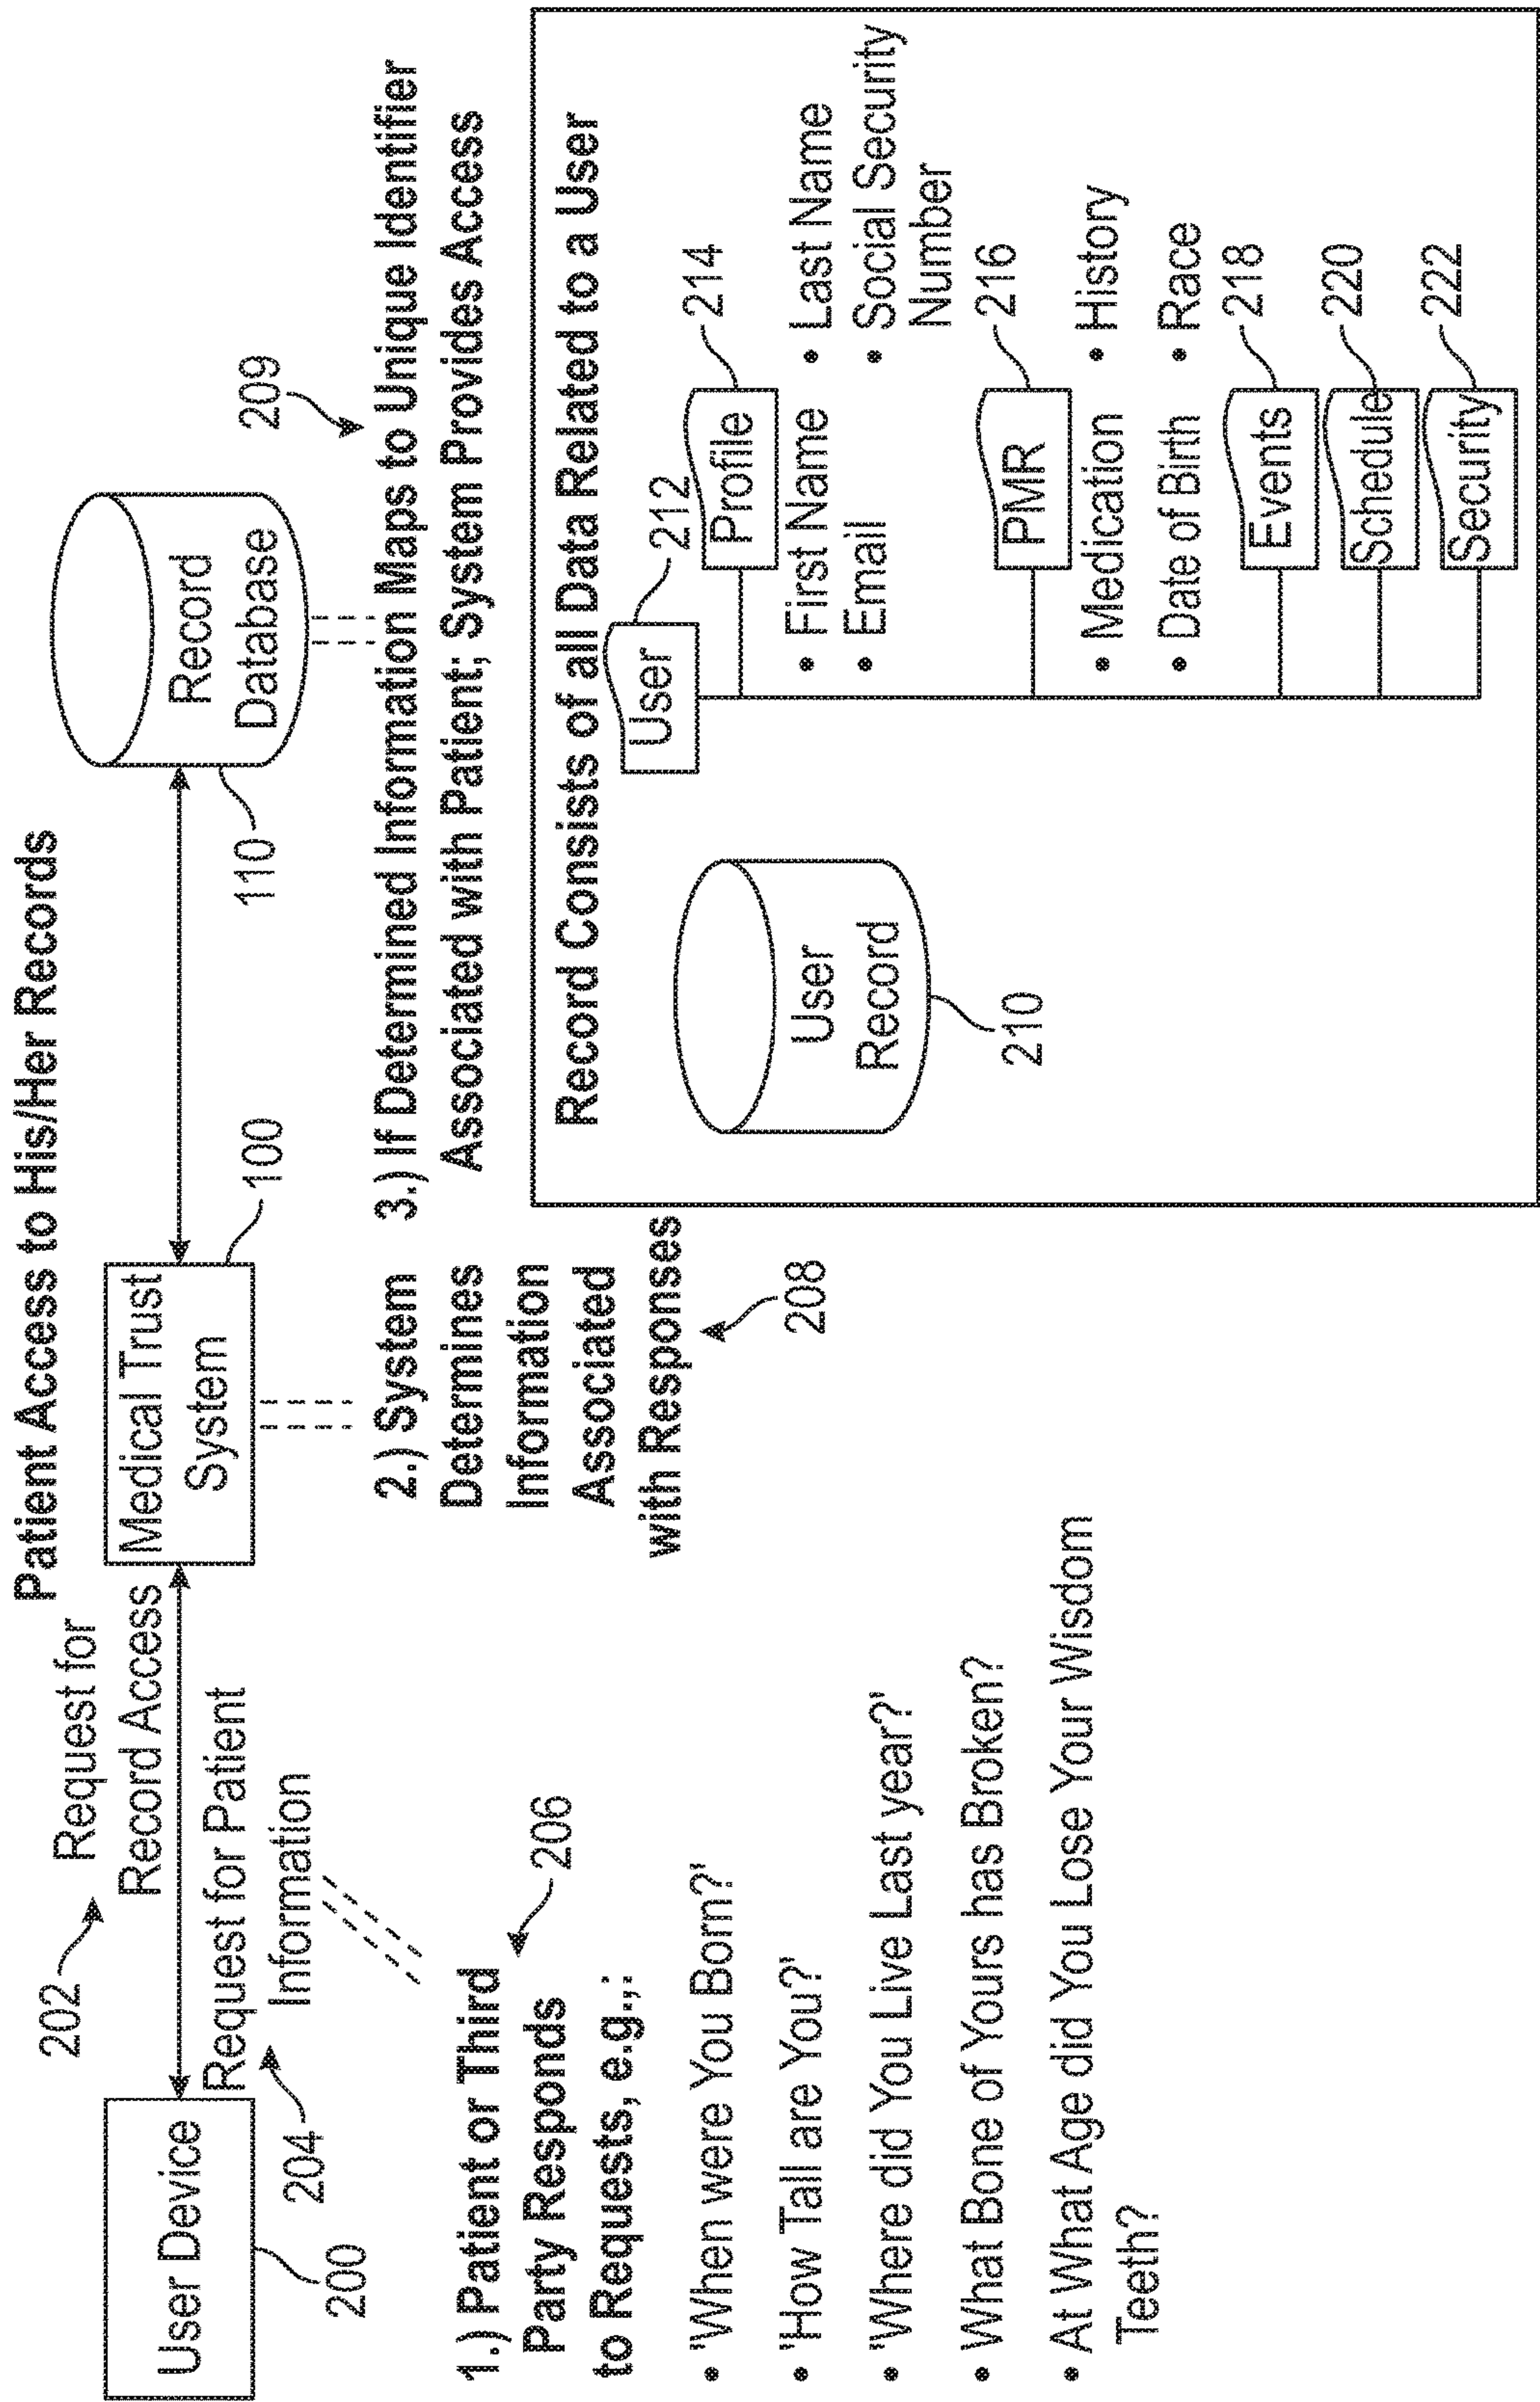 Patient Access to His/Her Records
202
Request for
Record Access
User Device
200
204
Request for Patient
Information
Medical Trust
System
100
Record
Database
110
1.) Patient or Third
Party Responds
to Requests, e.g.,:
206
• 'When were You Born?'
• 'How Tall are You?'
• 'Where did You Live Last year?'
• What Bone of Yours has Broken?
• At What Age did You Lose Your Wisdom
Teeth?
2.) System
Determines
Information
Associated
with Responses
208
209
3.) If Determined Information Maps to Unique Identifier
Associated with Patient; System Provides Access
Record Consists of all Data Related to a User
User
Record
210
User
212
Profile
214
• First Name • Last Name
• Email • Social Security
Number
PMR
216
• Medication • History
• Date of Birth • Race
Events
218
Schedule
220
Security
222